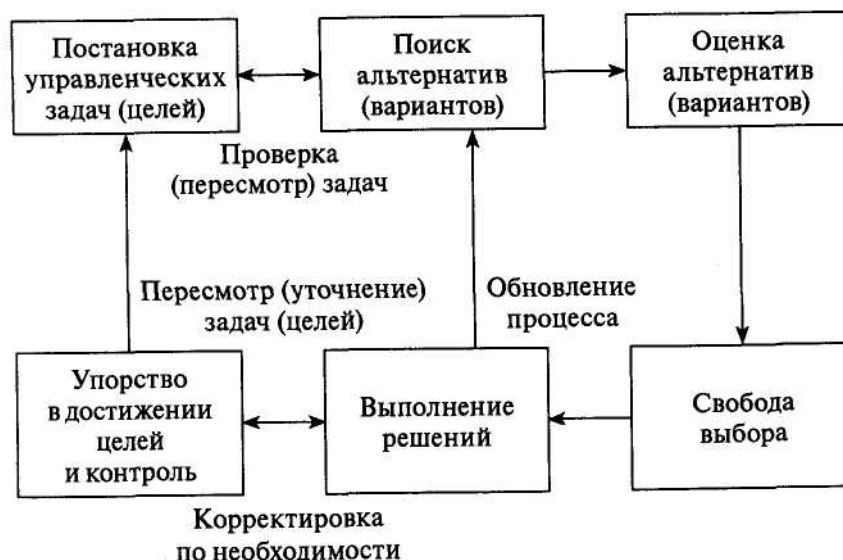 Постановка
управленческих
задач (целей)
Поиск
альтернатив
(вариантов)
Оценка
альтернатив
(вариантов)
Проверка
(пересмотр) задач
Пересмотр (уточнение)
задач (целей)
Обновление
процесса
Упорство
в достижении
целей
и контроль
Выполнение
решений
Свобода
выбора
Корректировка
по необходимости